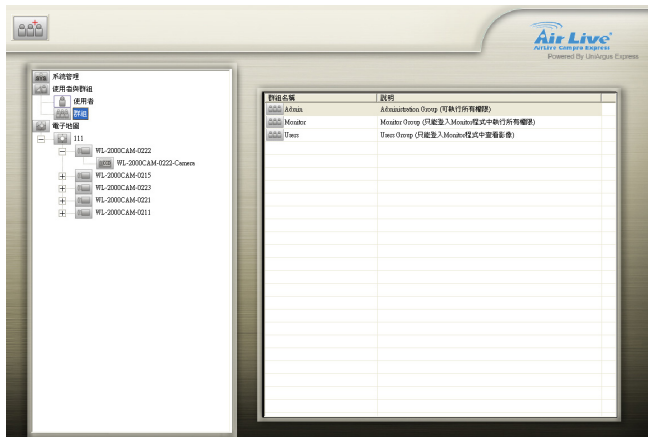 Air Live®
AirLive CamPro Express
Powered By UniArgus Express
系統管理
使用者與群組
使用者
群組
電子地圖
111
WL-2000CAM-0222
WL-2000CAM-0222-Camera
WL-2000CAM-0215
WL-2000CAM-0223
WL-2000CAM-0221
WL-2000CAM-0211
群組名稱 說明
Admin Administration Group (可執行所有權限)
Monitor Monitor Group (只能登入Monitor程式中執行所有權限)
Users Users Group (只能登入Monitor程式中查看影像)